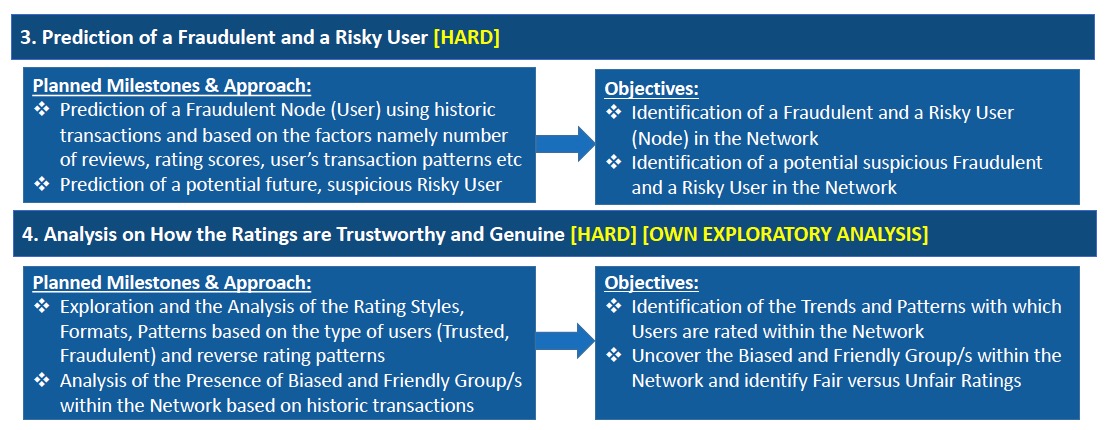 3. Prediction of a Fraudulent and a Risky User [HARD]
Planned Milestones & Approach:
❖ Prediction of a Fraudulent Node (User) using historic
transactions and based on the factors namely number
of reviews, rating scores, user's transaction patterns etc
❖ Prediction of a potential future, suspicious Risky User
Objectives:
❖ Identification of a Fraudulent and a Risky User
(Node) in the Network
❖ Identification of a potential suspicious Fraudulent
and a Risky User in the Network
4. Analysis on How the Ratings are Trustworthy and Genuine [HARD] [OWN EXPLORATORY ANALYSIS]
Planned Milestones & Approach:
❖ Exploration and the Analysis of the Rating Styles,
Formats, Patterns based on the type of users (Trusted,
Fraudulent) and reverse rating patterns
❖ Analysis of the Presence of Biased and Friendly Group/s
within the Network based on historic transactions
Objectives:
❖ Identification of the Trends and Patterns with which
Users are rated within the Network
❖ Uncover the Biased and Friendly Group/s within the
Network and identify Fair versus Unfair Ratings